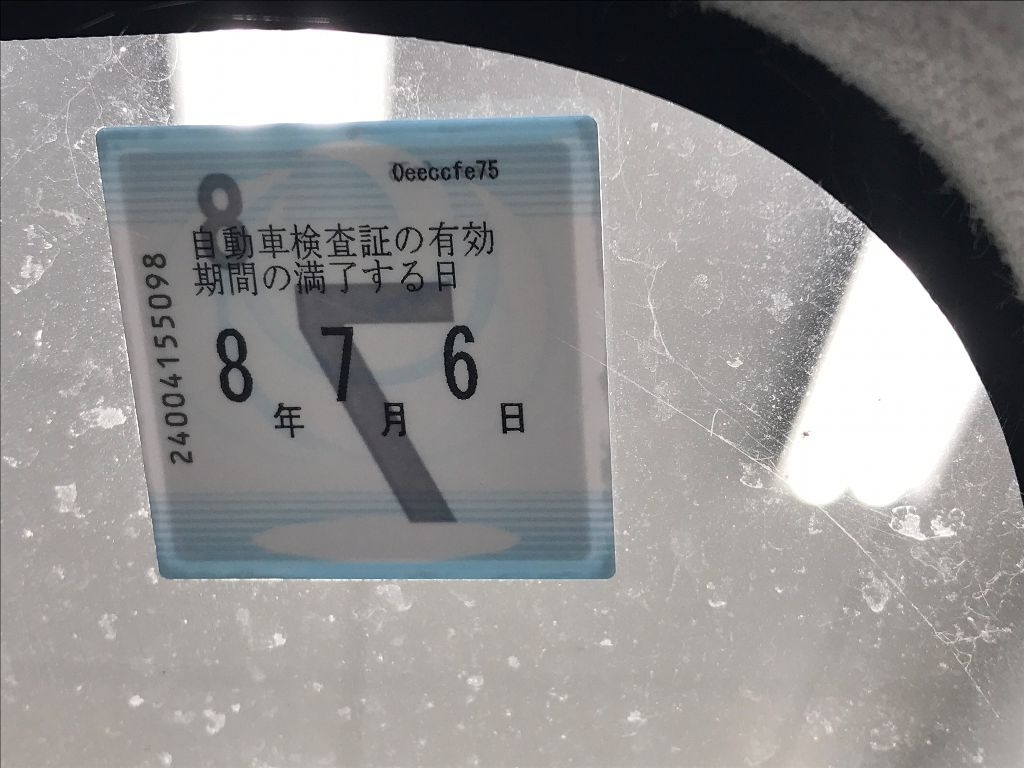 0eeccfe75
8
自動車検査証の有効
期間の満了する日
8年 7月 6日
7
24004155098